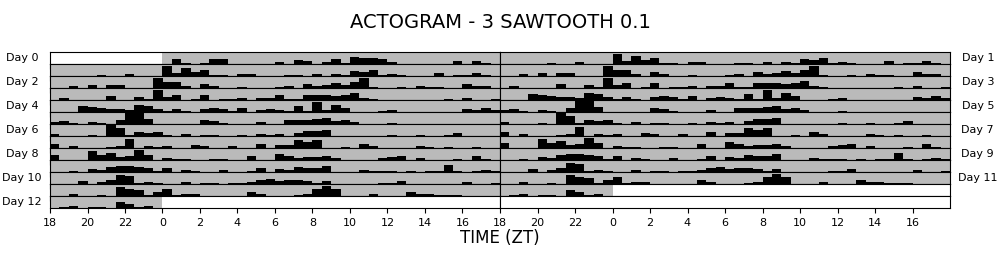 ACTOGRAM - 3 SAWTOOTH 0.1
Day 0
Day 1
Day 2
Day 3
Day 4
Day 5
Day 6
Day 7
Day 8
Day 9
Day 10
Day 11
Day 12
18 20 22 0 2 4 6 8 10 12 14 16 18 20 22 0 2 4 6 8 10 12 14 16
TIME (ZT)